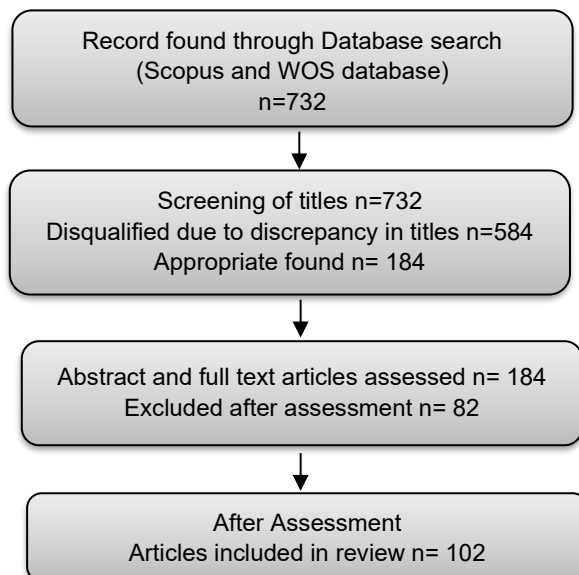 Record found through Database search
(Scopus and WOS database)
n=732
Screening of titles n=732
Disqualified due to discrepancy in titles n=584
Appropriate found n= 184
Abstract and full text articles assessed n= 184
Excluded after assessment n= 82
After Assessment
Articles included in review n= 102